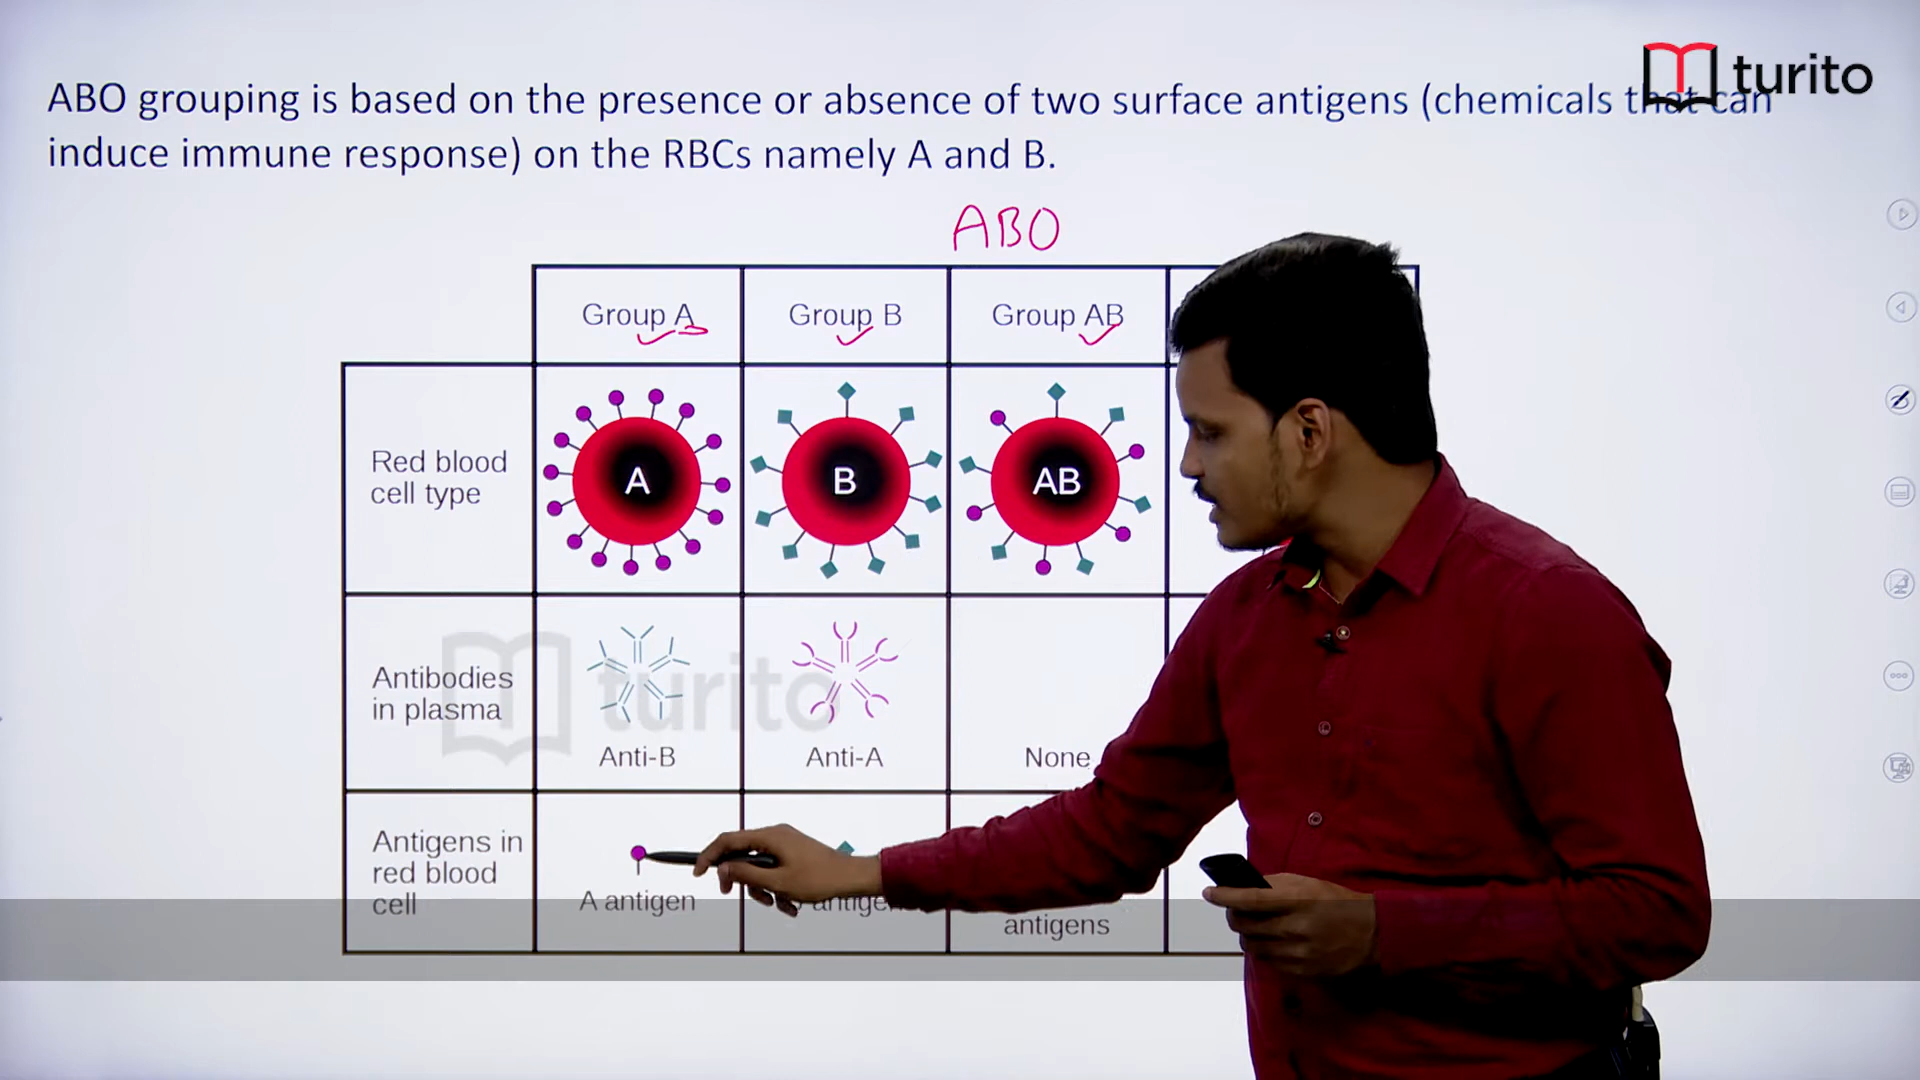 turito
ABO grouping is based on the presence or absence of two surface antigens (chemicals that can
induce immune response) on the RBCs namely A and B.
ABO
Group A
Group B
Group AB
Red blood
cell type
A
B
AB
Antibodies
in plasma
turito
Anti-B
Anti-A
None
Antigens in
red blood
cell
A antigen
antigen
antigens